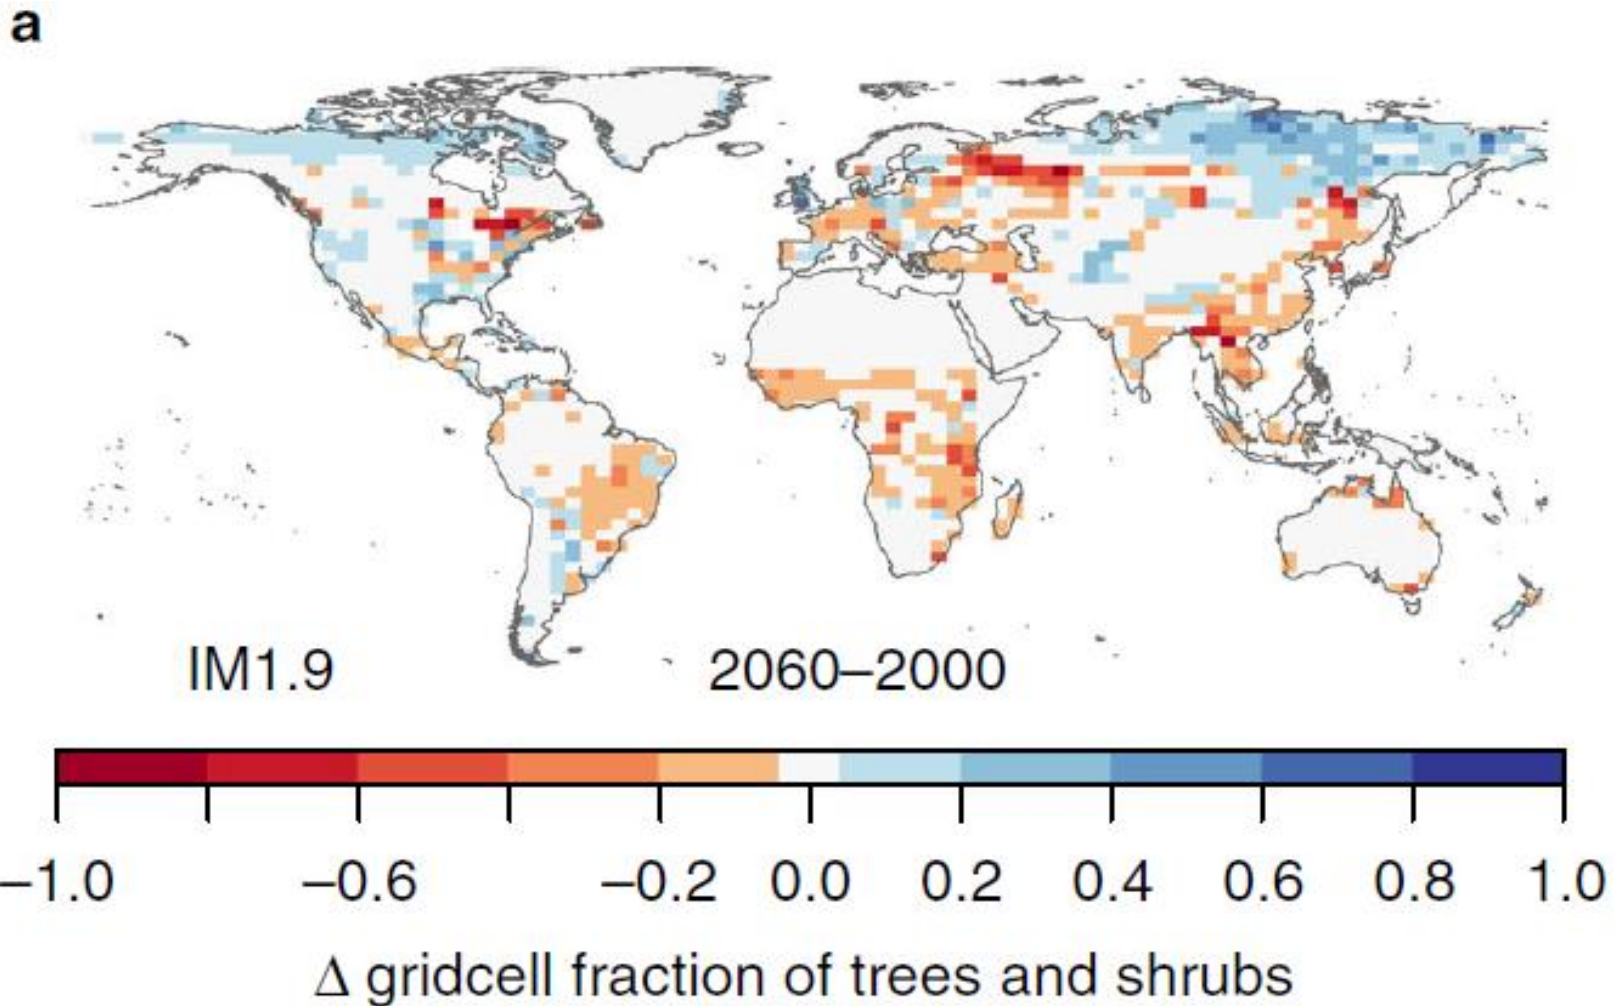 a
IM1.9 2060–2000
–1.0 –0.6 –0.2 0.0 0.2 0.4 0.6 0.8 1.0
Δ gridcell fraction of trees and shrubs